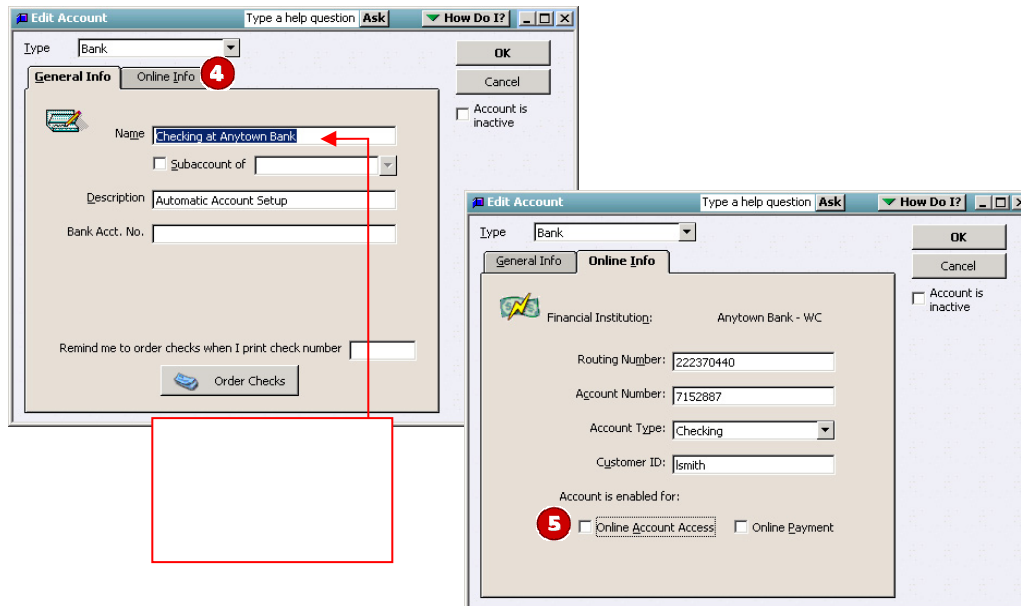 Edit Account Type a help question Ask How Do I?
Type Bank
OK
Cancel
Account is
inactive
General Info Online Info 4
Name Checking at Anytown Bank
Subaccount of
Description Automatic Account Setup
Bank Acct. No.
Remind me to order checks when I print check number
Order Checks
Edit Account Type a help question Ask How Do I?
Type Bank
OK
Cancel
Account is
inactive
General Info Online Info
Financial Institution: Anytown Bank - WC
Routing Number: 222370440
Account Number: 7152887
Account Type: Checking
Customer ID: lsmith
Account is enabled for:
5 Online Account Access Online Payment